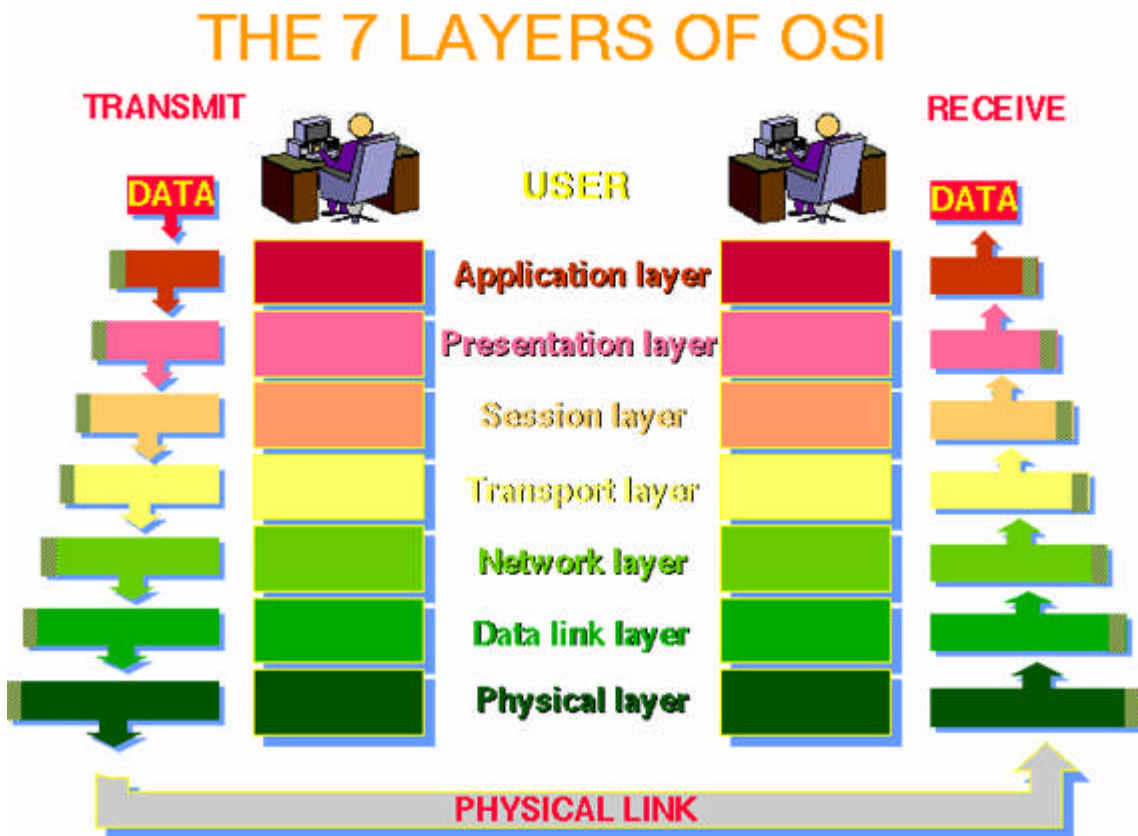 THE 7 LAYERS OF OSI
TRANSMIT
RECEIVE
DATA
USER
DATA
Application layer
Presentation layer
Session layer
Transport layer
Network layer
Data link layer
Physical layer
PHYSICAL LINK